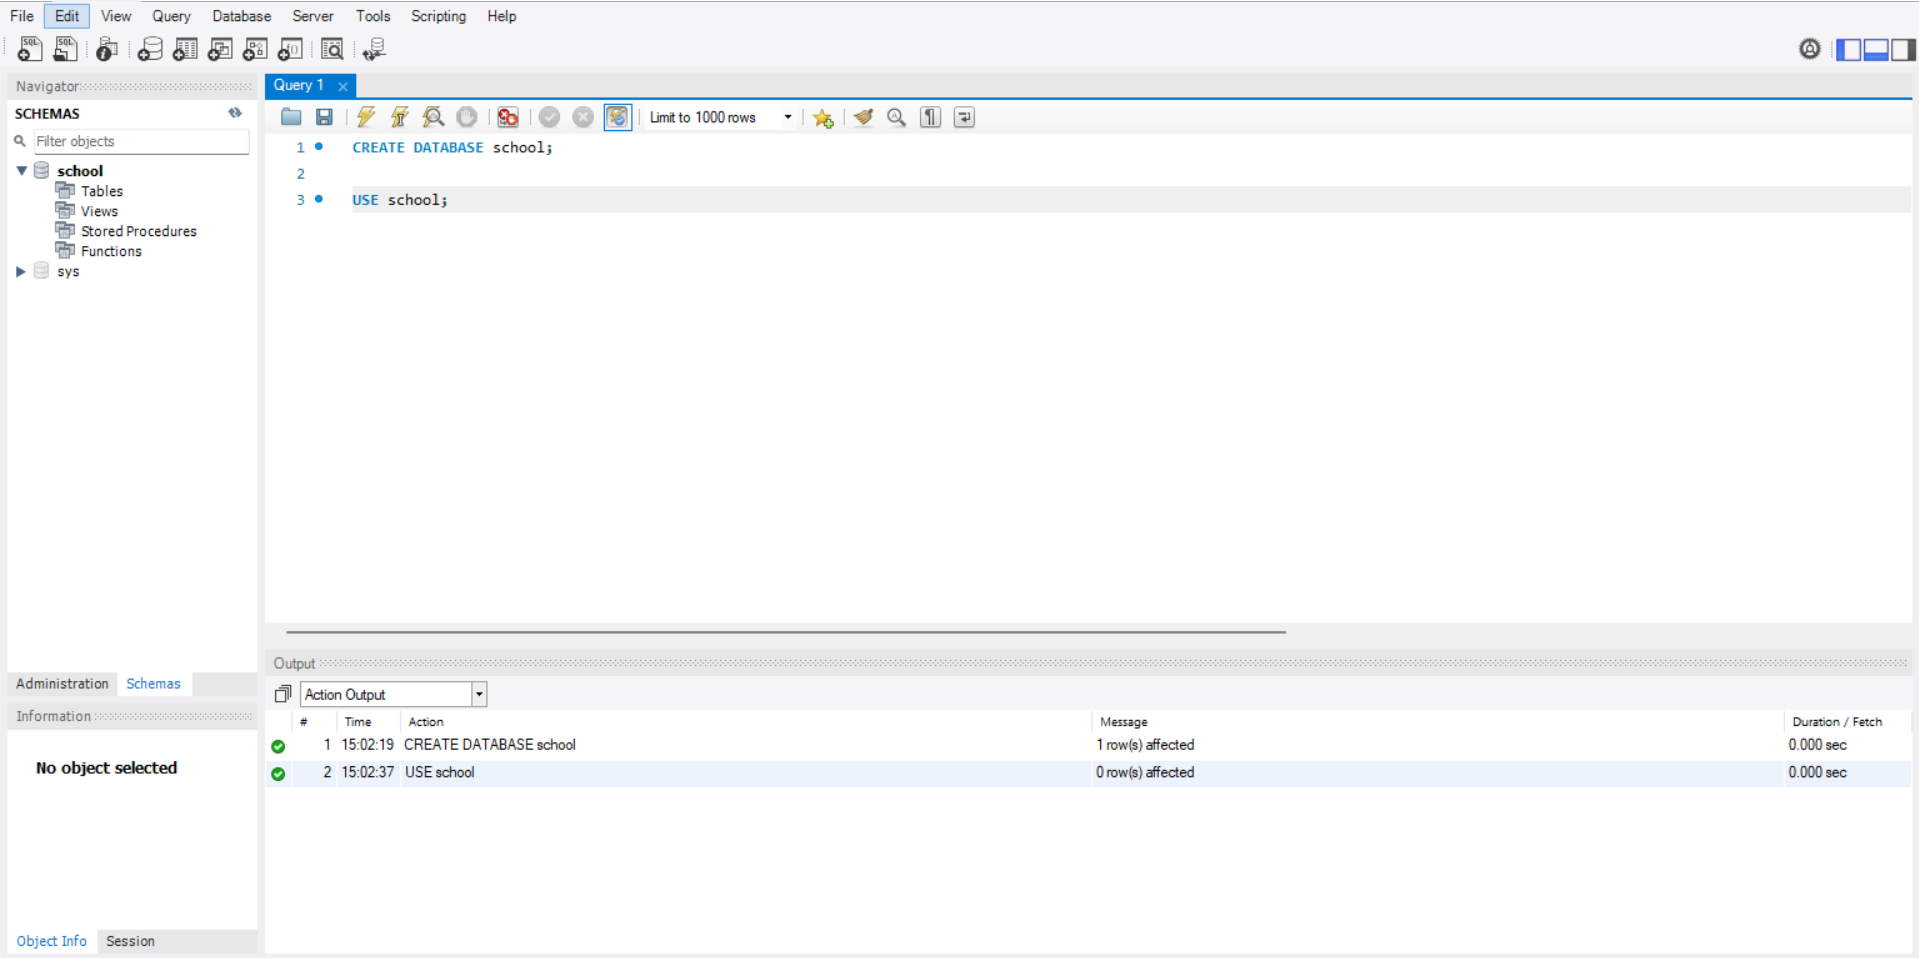 File Edit View Query Database Server Tools Scripting Help
SQL SQL
Navigator
SCHEMAS
Filter objects
school
Tables
Views
Stored Procedures
Functions
sys
Administration Schemas
Information
No object selected
Object Info Session
Query 1
Limit to 1000 rows
1 CREATE DATABASE school;
2
3 USE school;
Output
Action Output
# Time Action Message Duration / Fetch
1 15:02:19 CREATE DATABASE school 1 row(s) affected 0.000 sec
2 15:02:37 USE school 0 row(s) affected 0.000 sec